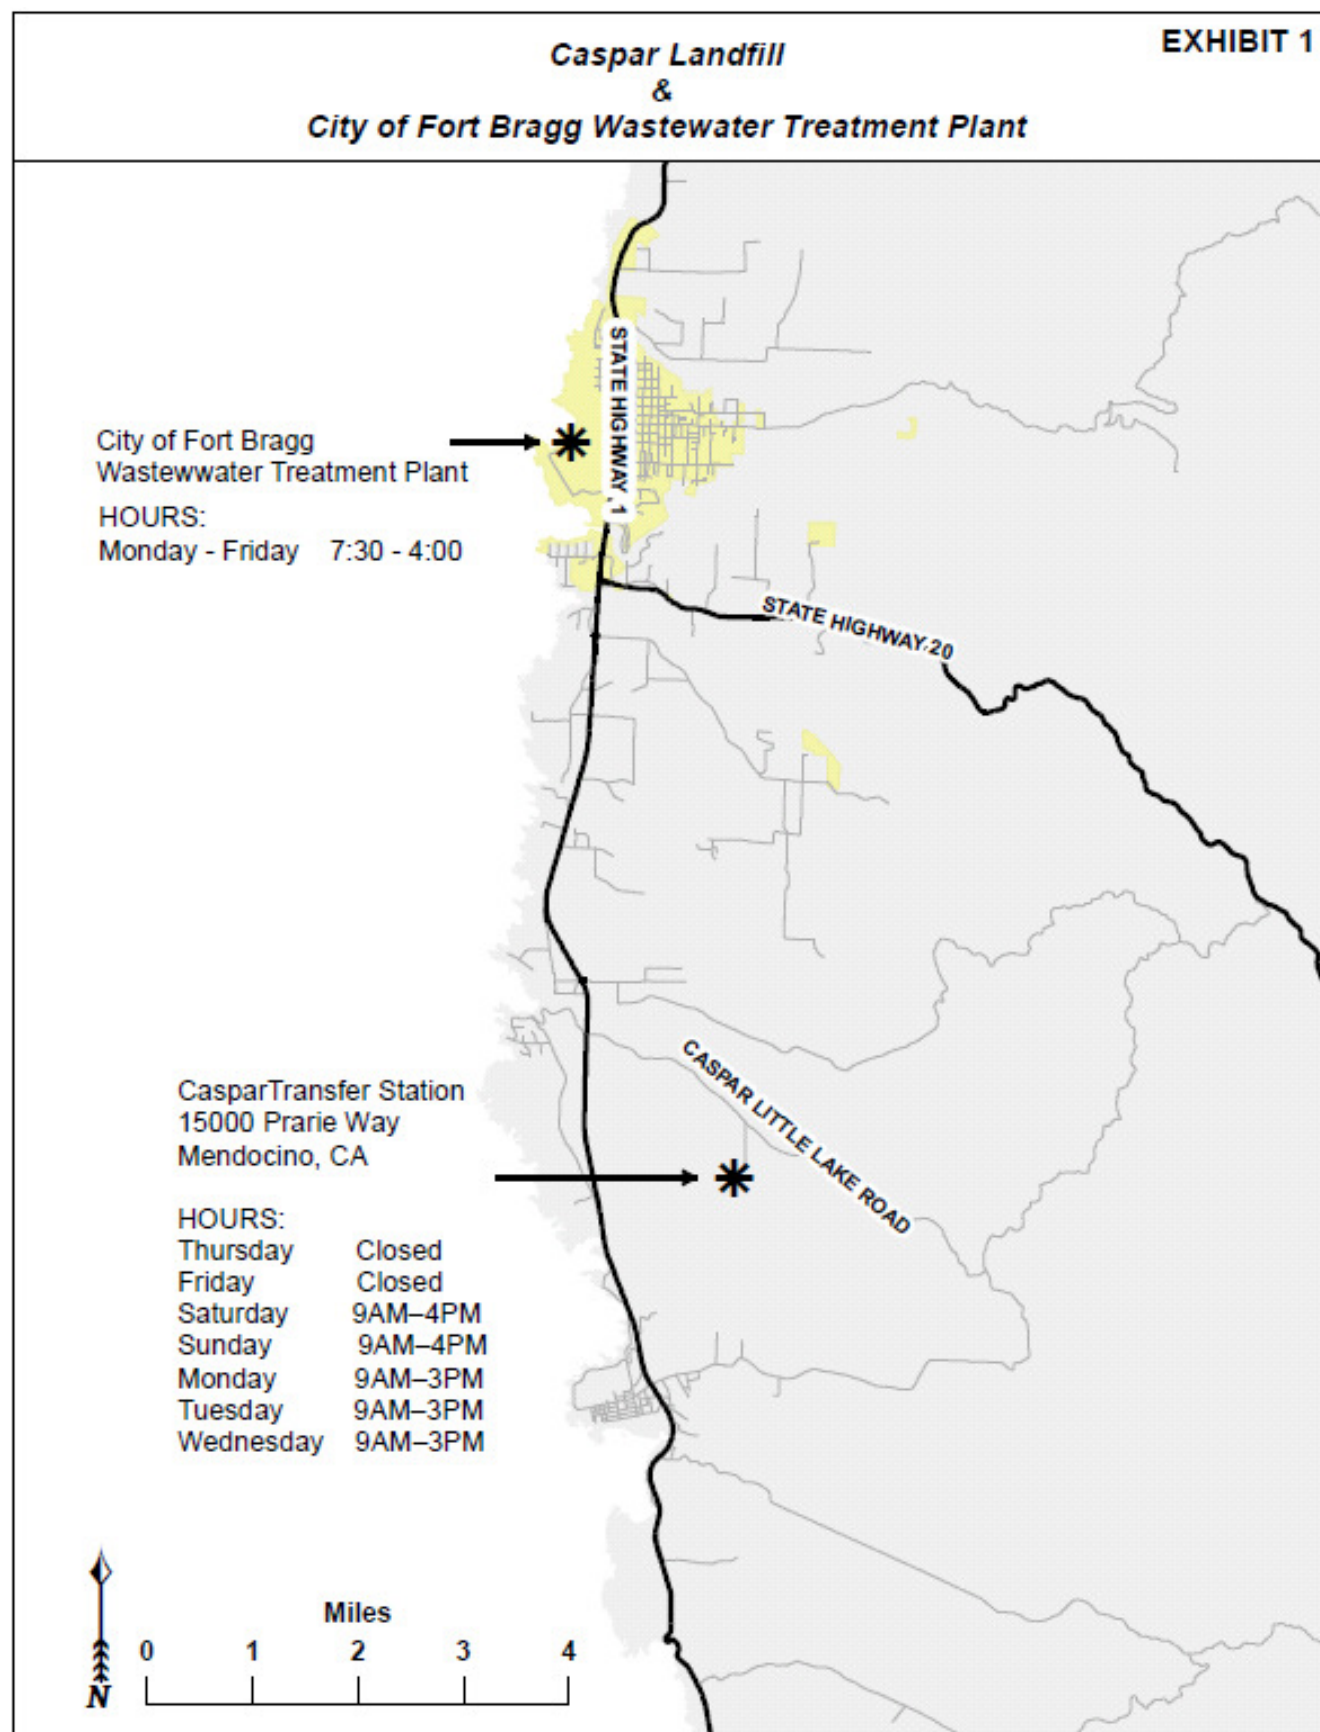 EXHIBIT 1
Caspar Landfill
&
City of Fort Bragg Wastewater Treatment Plant
STATE HIGHWAY 1
City of Fort Bragg
Wastewwater Treatment Plant
HOURS:
Monday - Friday 7:30 - 4:00
STATE HIGHWAY 20
CASPAR LITTLE LAKE ROAD
CasparTransfer Station
15000 Prarie Way
Mendocino, CA
HOURS:
Thursday Closed
Friday Closed
Saturday 9AM–4PM
Sunday 9AM–4PM
Monday 9AM–3PM
Tuesday 9AM–3PM
Wednesday 9AM–3PM
Miles
0 1 2 3 4
N